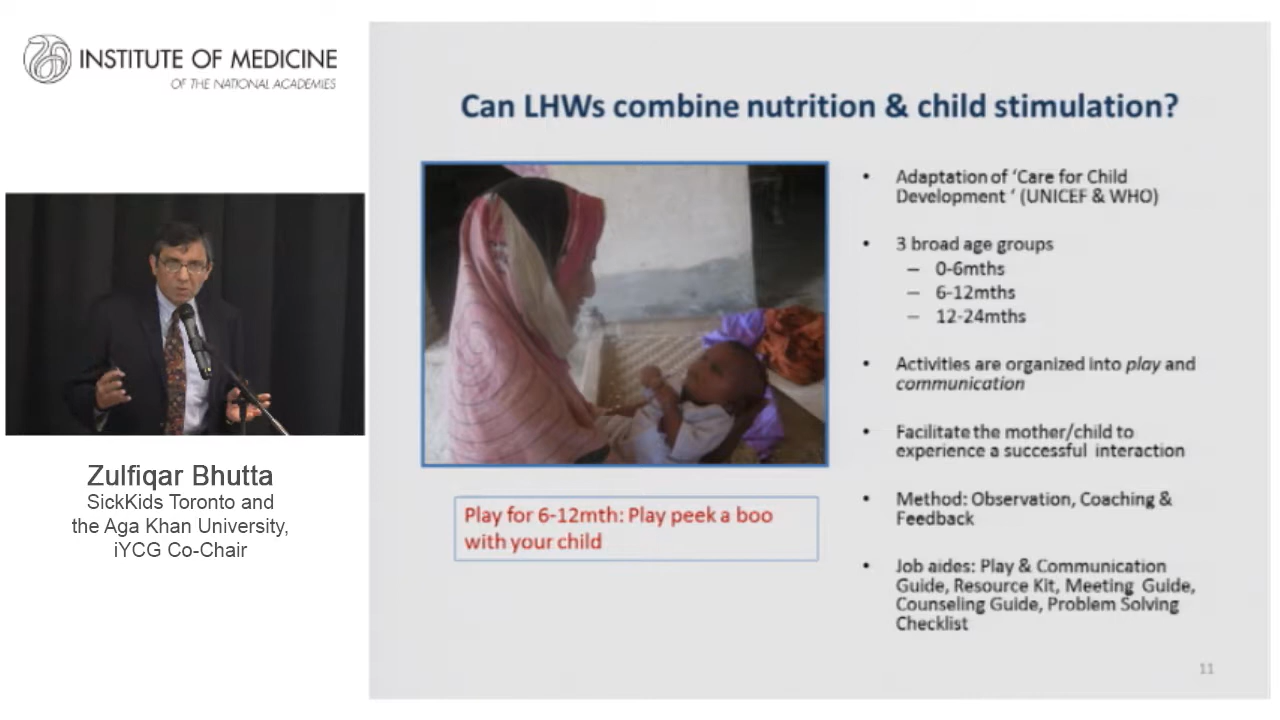 INSTITUTE OF MEDICINE
OF THE NATIONAL ACADEMIES
Zulfiqar Bhutta
SickKids Toronto and
the Aga Khan University,
iYCG Co-Chair
Can LHWs combine nutrition & child stimulation?
Play for 6-12mth: Play peek a boo
with your child
• Adaptation of ‘Care for Child
Development ‘ (UNICEF & WHO)
• 3 broad age groups
– 0-6mths
– 6-12mths
– 12-24mths
• Activities are organized into play and
communication
• Facilitate the mother/child to
experience a successful interaction
• Method: Observation, Coaching &
Feedback
• Job aides: Play & Communication
Guide, Resource Kit, Meeting Guide,
Counseling Guide, Problem Solving
Checklist
11